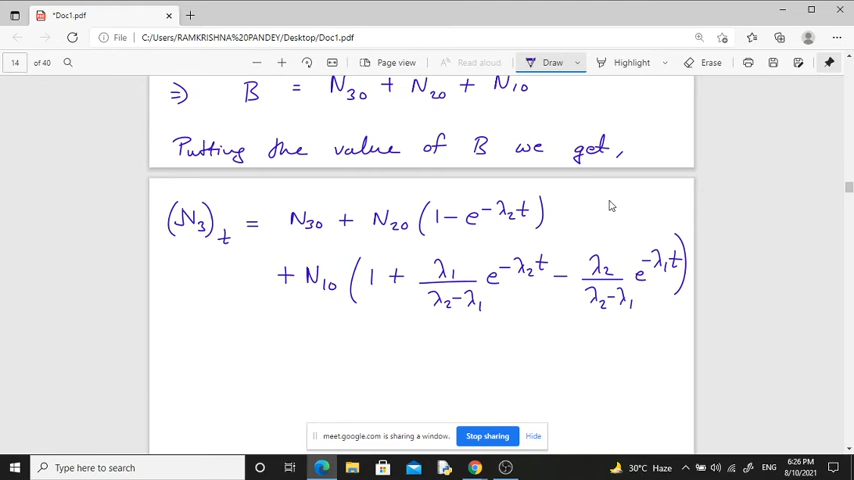 *Doc1.pdf
File C:/Users/RAMKRISHNA%20PANDEY/Desktop/Doc1.pdf
14 of 40 Page view Read aloud Draw Highlight Erase
⇒ B = N₃₀ + N₂₀ + N₁₀
Putting the value of B we get,
(N₃)ₜ = N₃₀ + N₂₀ (1 − e^{−λ₂t})
+ N₁₀ (1 + λ₁/(λ₂−λ₁) e^{−λ₂t} − λ₂/(λ₂−λ₁) e^{−λ₁t})
meet.google.com is sharing a window. Stop sharing Hide
Type here to search 30°C Haze ENG 6:26 PM
8/10/2021